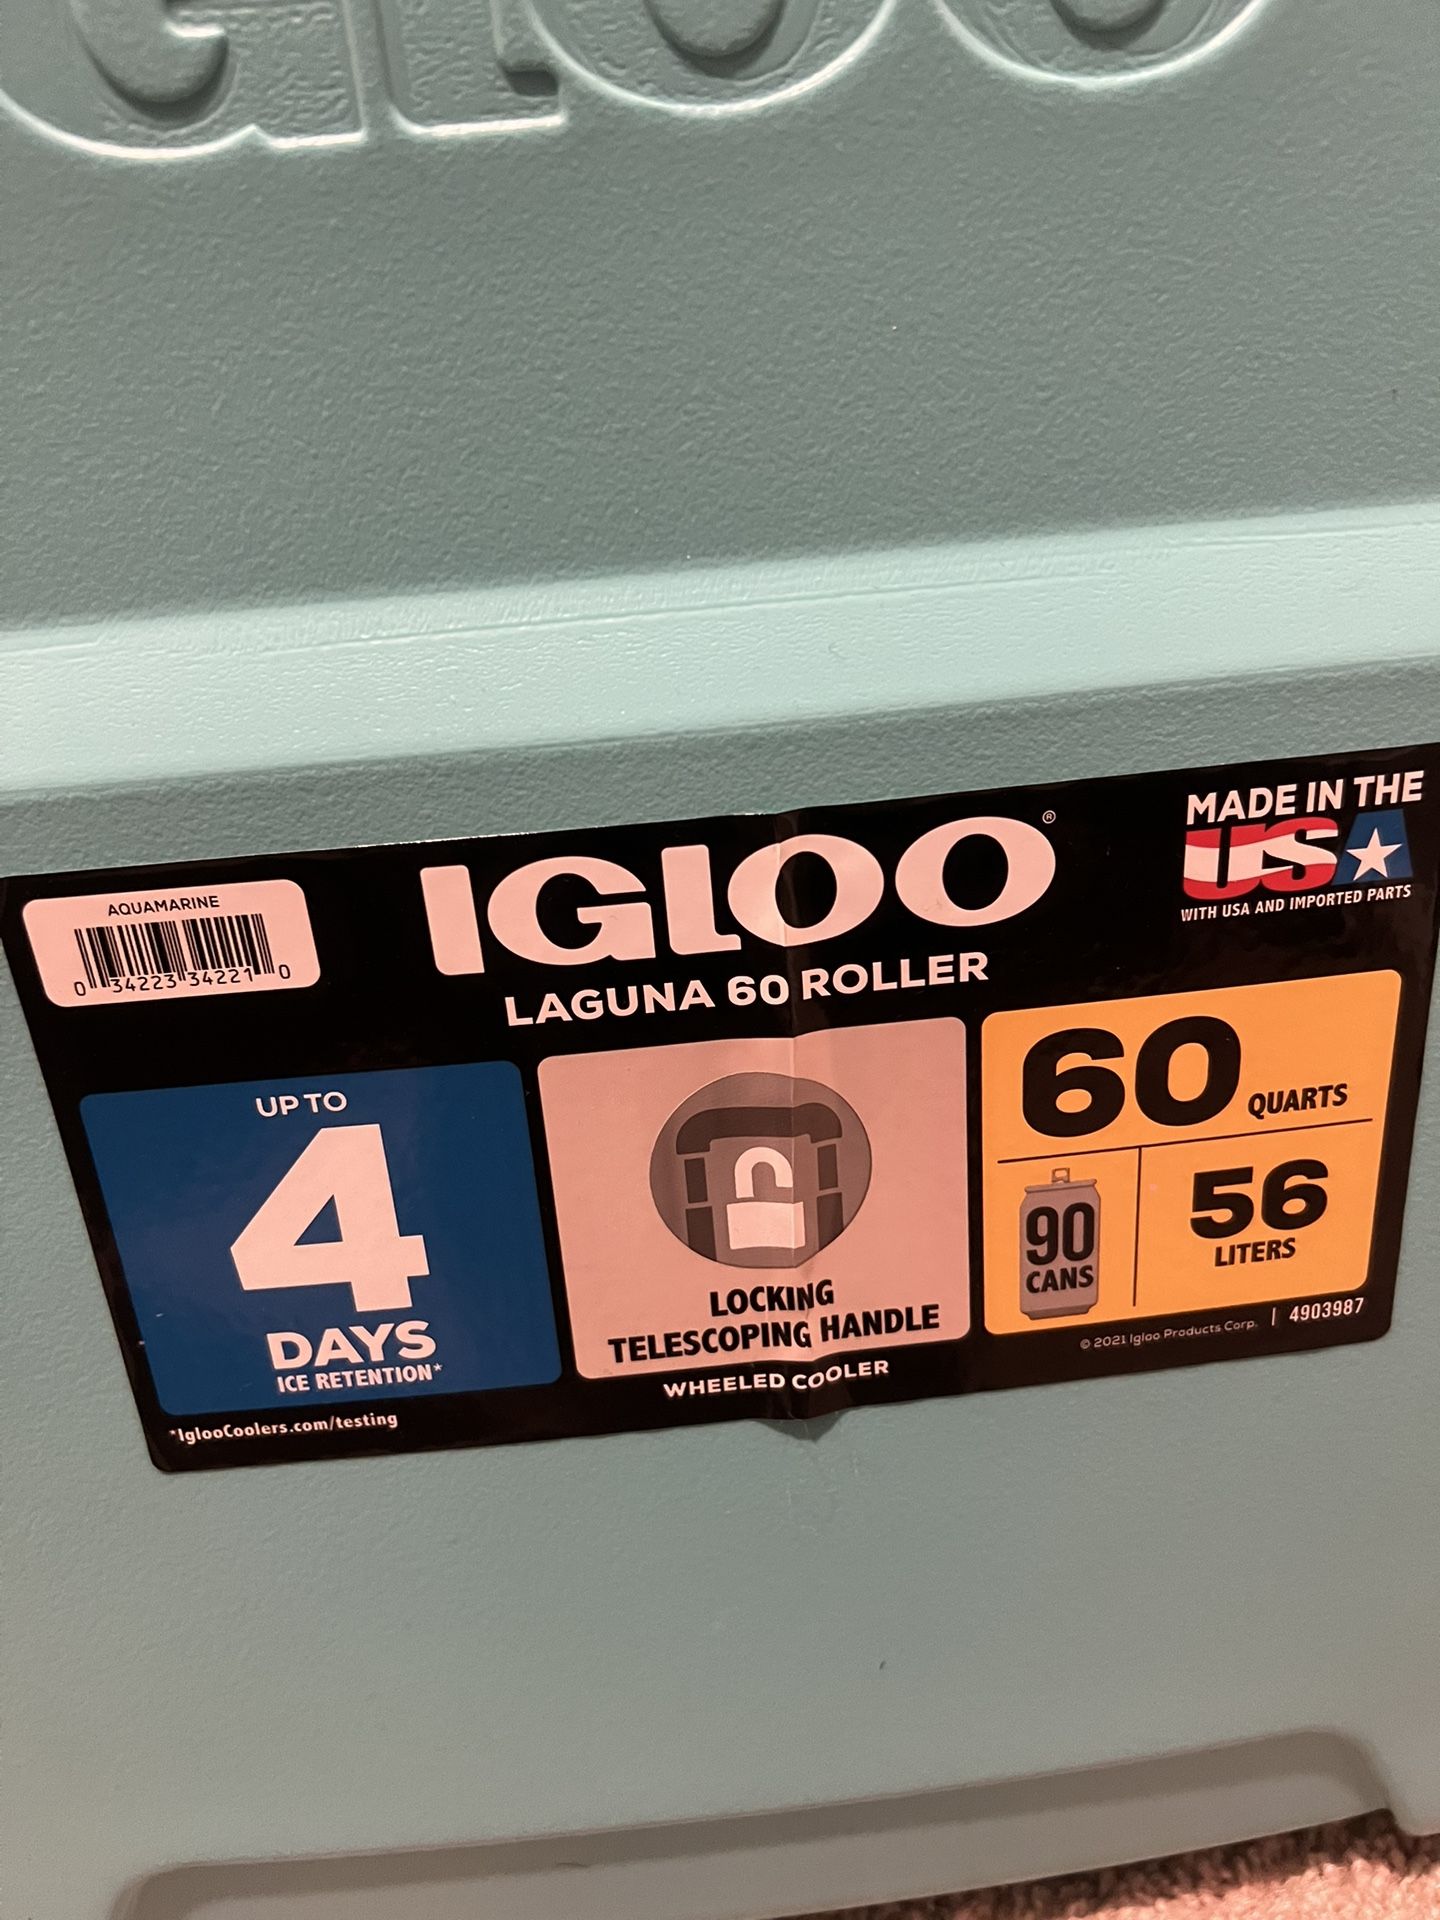 IGLOO
AQUAMARINE
0 34223 34221 0
IGLOO®
LAGUNA 60 ROLLER
MADE IN THE
USA
WITH USA AND IMPORTED PARTS
UP TO
4
DAYS
ICE RETENTION*
*IglooCoolers.com/testing
LOCKING
TELESCOPING HANDLE
WHEELED COOLER
60 QUARTS
90
CANS
56
LITERS
© 2021 Igloo Products Corp. | 4903987